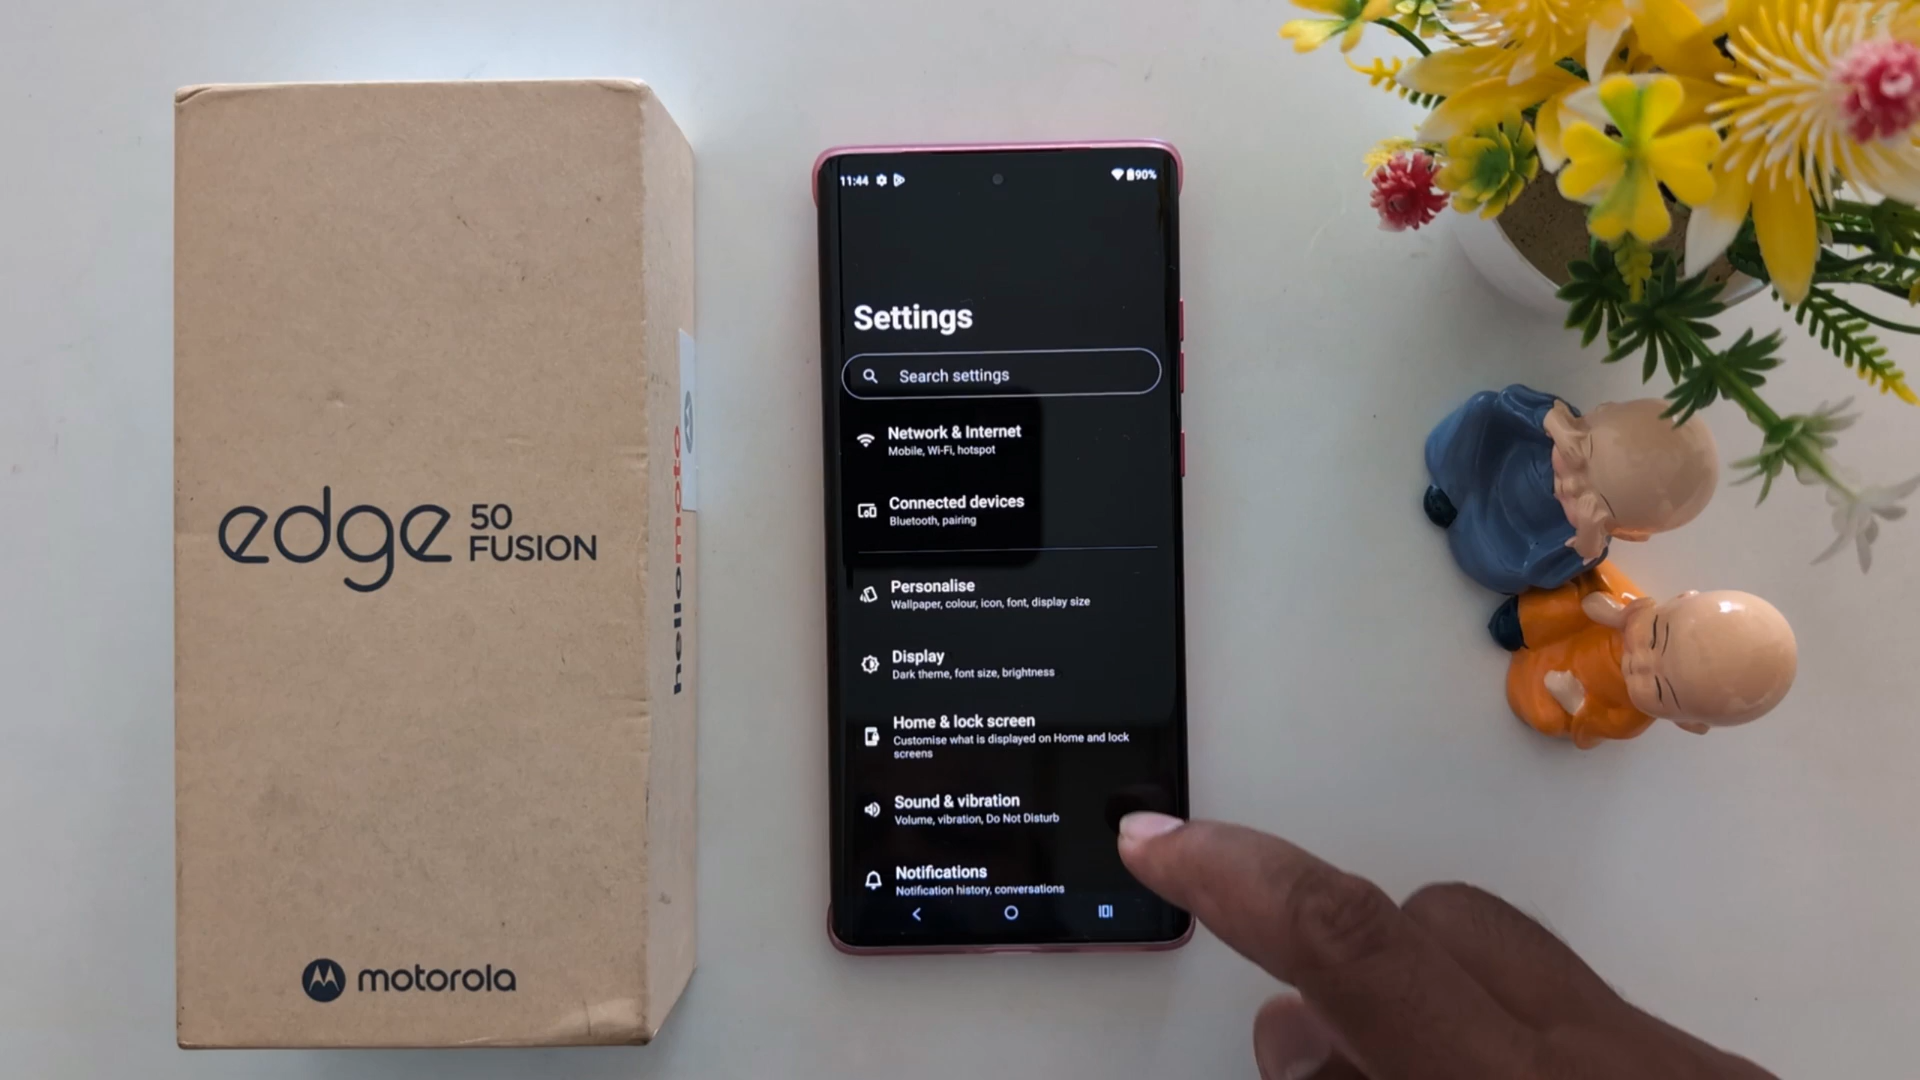 edge 50
FUSION
hellomoto
motorola
11:44
90%
Settings
Search settings
Network & Internet
Mobile, Wi-Fi, hotspot
Connected devices
Bluetooth, pairing
Personalise
Wallpaper, colour, icon, font, display size
Display
Dark theme, font size, brightness
Home & lock screen
Customise what is displayed on Home and lock
screens
Sound & vibration
Volume, vibration, Do Not Disturb
Notifications
Notification history, conversations